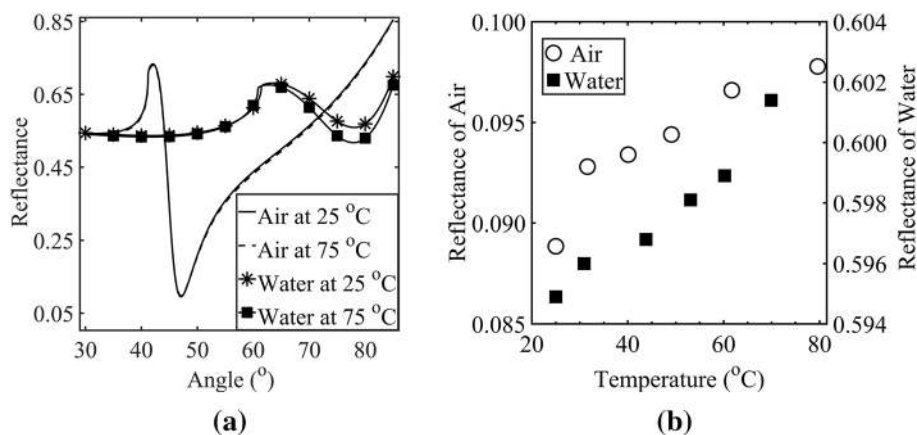 0.85
0.65
0.45
0.25
0.05
Reflectance
30 40 50 60 70 80
Angle (°)
Air at 25 °C
Air at 75 °C
Water at 25 °C
Water at 75 °C
(a)
0.100
0.095
0.090
0.085
Reflectance of Air
Air
Water
20 40 60 80
Temperature (°C)
0.604
0.602
0.600
0.598
0.596
0.594
Reflectance of Water
(b)